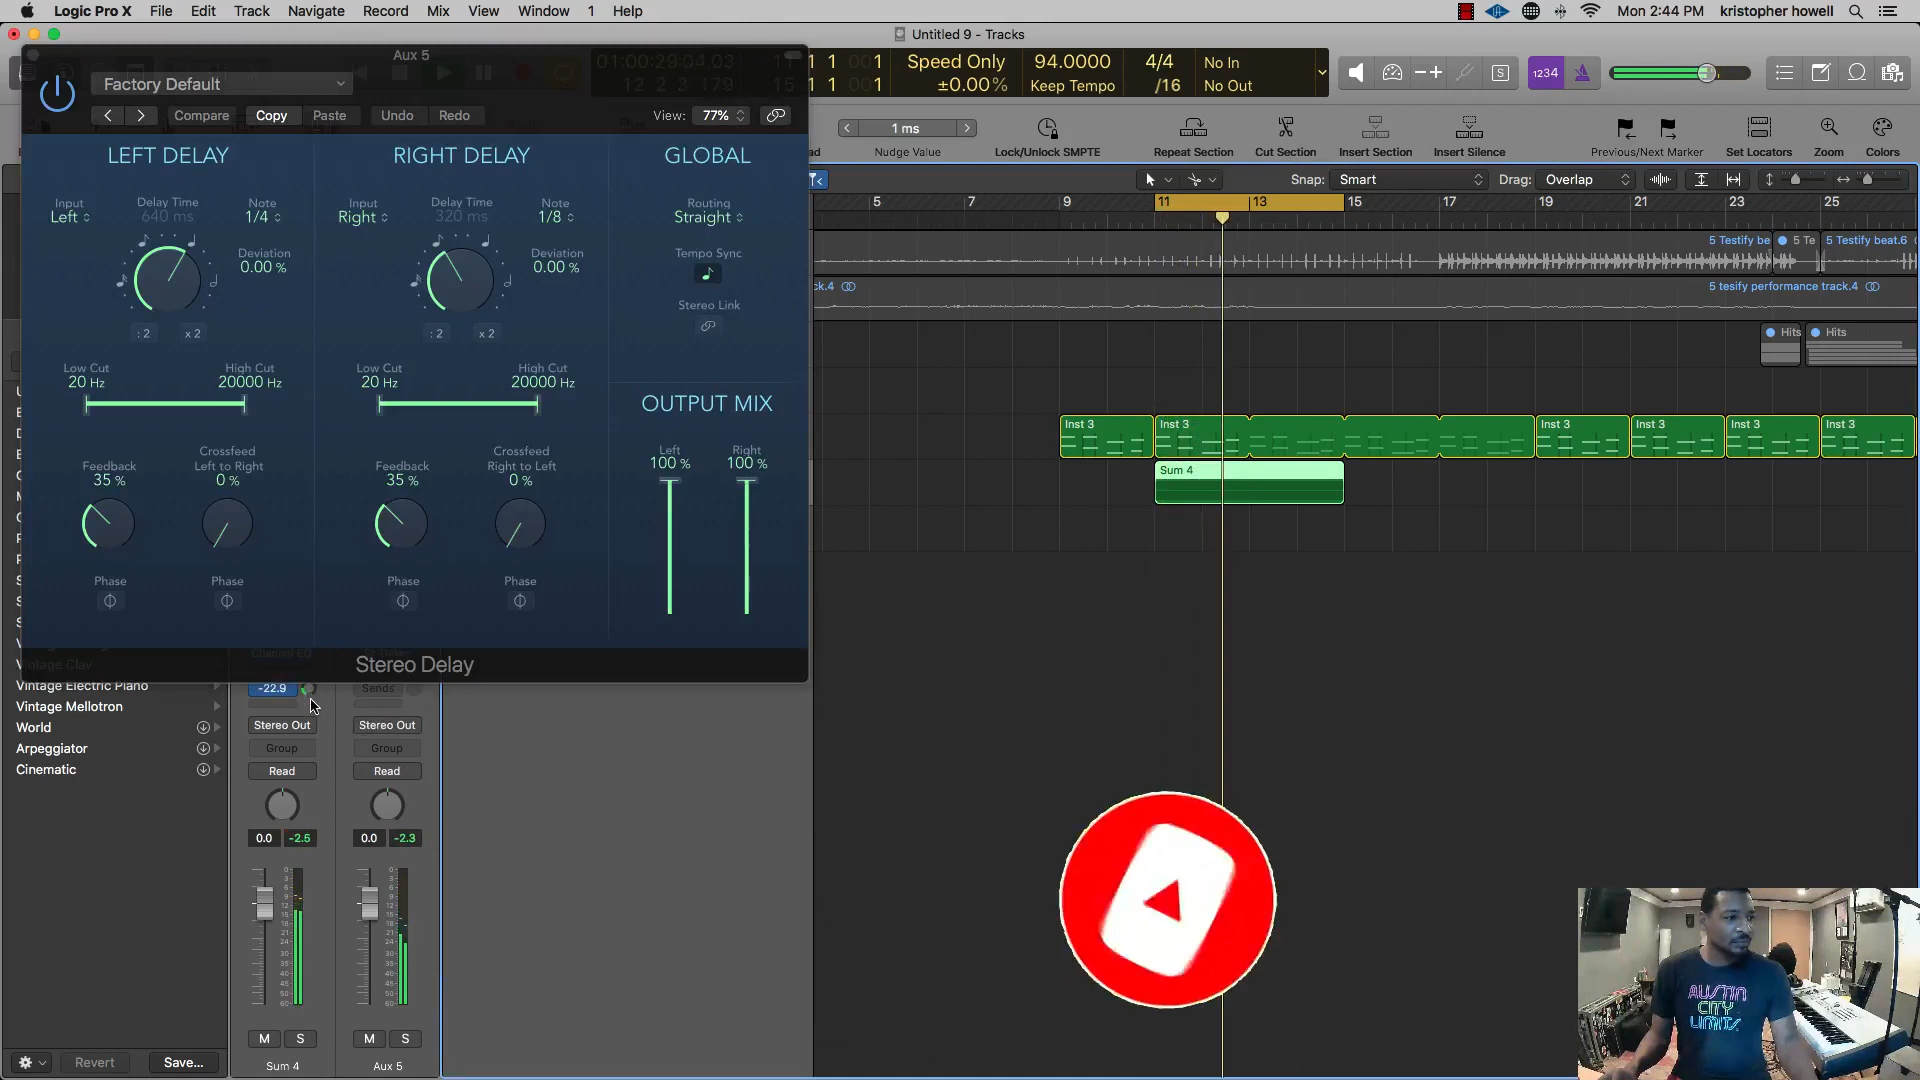 Logic Pro X File Edit Track Navigate Record Mix View Window 1 Help
Mon 2:44 PM kristopher howell
Untitled 9 - Tracks
Aux 5
Factory Default
Compare Copy Paste Undo Redo View: 77%
01:00:29:04.03
12 2 3 179
1 1 001 1
1 1 001 1
Speed Only
±0.00%
94.0000
Keep Tempo
4/4
/16
No In
No Out
1234
S
1 ms
Nudge Value
Lock/Unlock SMPTE
Repeat Section
Cut Section
Insert Section
Insert Silence
Previous/Next Marker
Set Locators
Zoom
Colors
Snap: Smart
Drag: Overlap
5 7 9 11 13 15 17 19 21 23 25
LEFT DELAY
Input
Left
Delay Time
640 ms
Note
1/4
Deviation
0.00 %
: 2 x 2
Low Cut
20 Hz
High Cut
20000 Hz
Feedback
35 %
Crossfeed
Left to Right
0 %
Phase Phase
RIGHT DELAY
Input
Right
Delay Time
320 ms
Note
1/8
Deviation
0.00 %
: 2 x 2
Low Cut
20 Hz
High Cut
20000 Hz
Feedback
35 %
Crossfeed
Right to Left
0 %
Phase Phase
GLOBAL
Routing
Straight
Tempo Sync
Stereo Link
OUTPUT MIX
Left
100 %
Right
100 %
Stereo Delay
5 Testify be
5 Te
5 Testify beat.6
ck.4
5 tesify performance track.4
Hits
Hits
Inst 3
Inst 3
Inst 3
Inst 3
Inst 3
Inst 3
Sum 4
Channel EQ
Vintage Clav
Vintage Electric Piano
Vintage Mellotron
World
Arpeggiator
Cinematic
-22.9
Sends
Stereo Out Stereo Out
Group Group
Read Read
0.0 -2.5 0.0 -2.3
M S M S
Sum 4 Aux 5
Revert Save...
AUSTIN
CITY
LIMITS